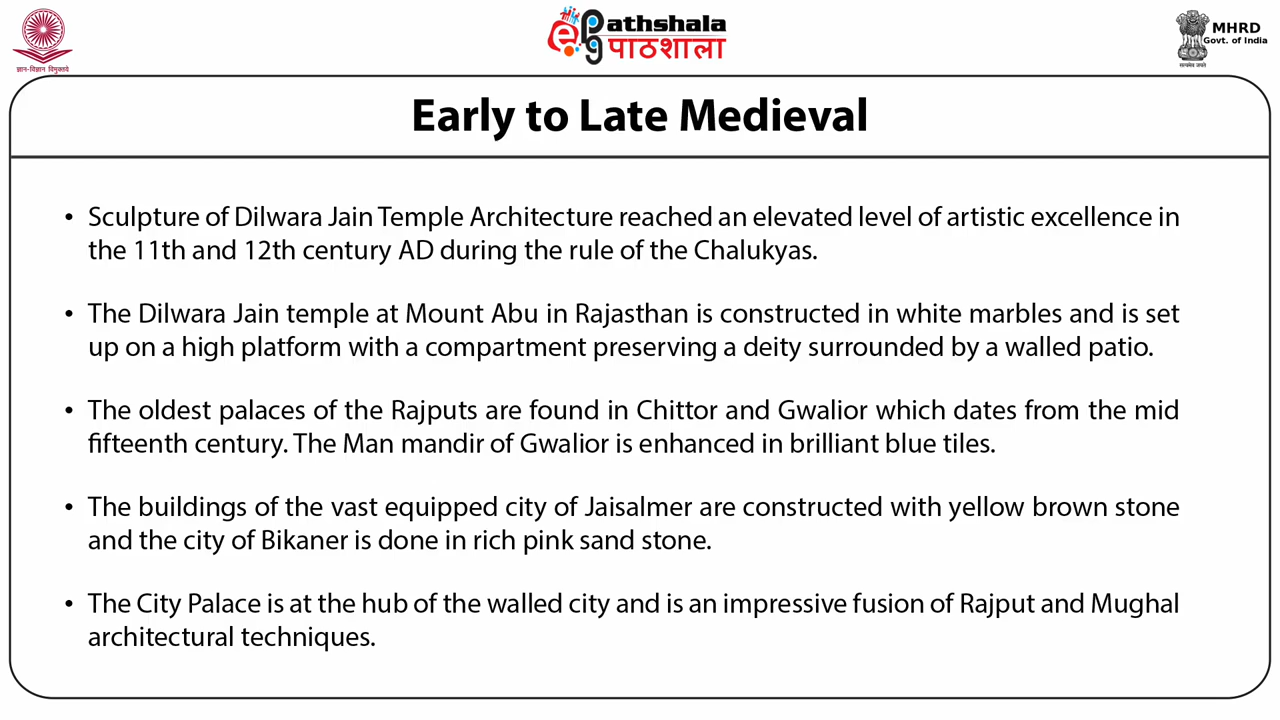 ज्ञान-विज्ञान विमुक्तये
ePathshala
पाठशाला
MHRD
Govt. of India
सत्यमेव जयते
Early to Late Medieval
• Sculpture of Dilwara Jain Temple Architecture reached an elevated level of artistic excellence in
the 11th and 12th century AD during the rule of the Chalukyas.
• The Dilwara Jain temple at Mount Abu in Rajasthan is constructed in white marbles and is set
up on a high platform with a compartment preserving a deity surrounded by a walled patio.
• The oldest palaces of the Rajputs are found in Chittor and Gwalior which dates from the mid
fifteenth century. The Man mandir of Gwalior is enhanced in brilliant blue tiles.
• The buildings of the vast equipped city of Jaisalmer are constructed with yellow brown stone
and the city of Bikaner is done in rich pink sand stone.
• The City Palace is at the hub of the walled city and is an impressive fusion of Rajput and Mughal
architectural techniques.